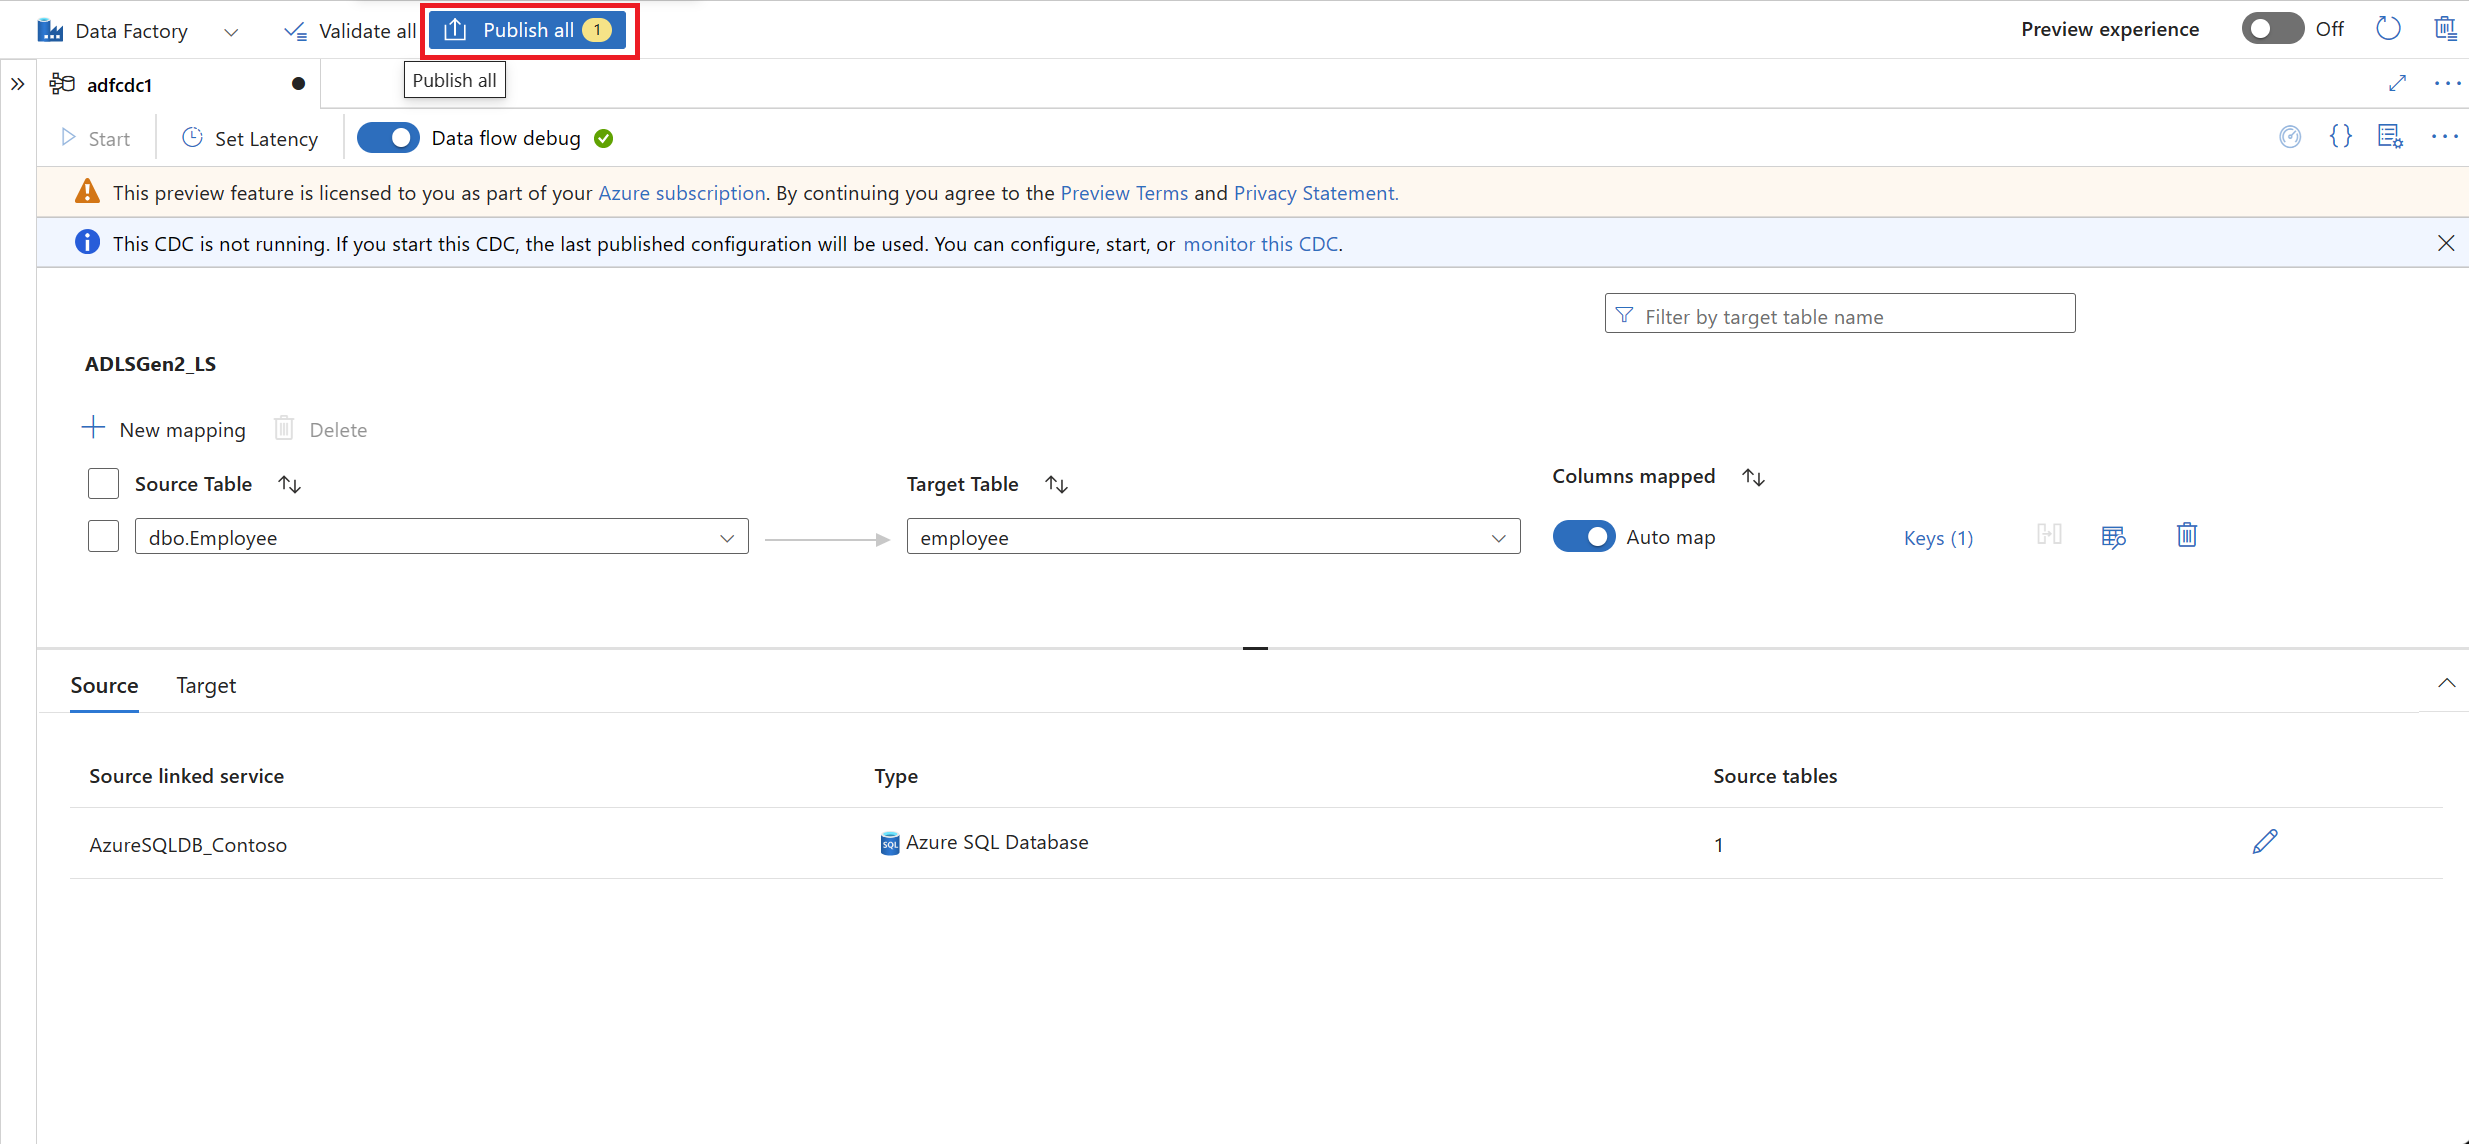 Data Factory Validate all Publish all 1 Preview experience Off
Publish all
adfcdc1
Start Set Latency Data flow debug
This preview feature is licensed to you as part of your Azure subscription. By continuing you agree to the Preview Terms and Privacy Statement.
This CDC is not running. If you start this CDC, the last published configuration will be used. You can configure, start, or monitor this CDC.
Filter by target table name
ADLSGen2_LS
New mapping Delete
Source Table Target Table Columns mapped
dbo.Employee employee Auto map Keys (1)
Source Target
Source linked service Type Source tables
AzureSQLDB_Contoso SQL Azure SQL Database 1